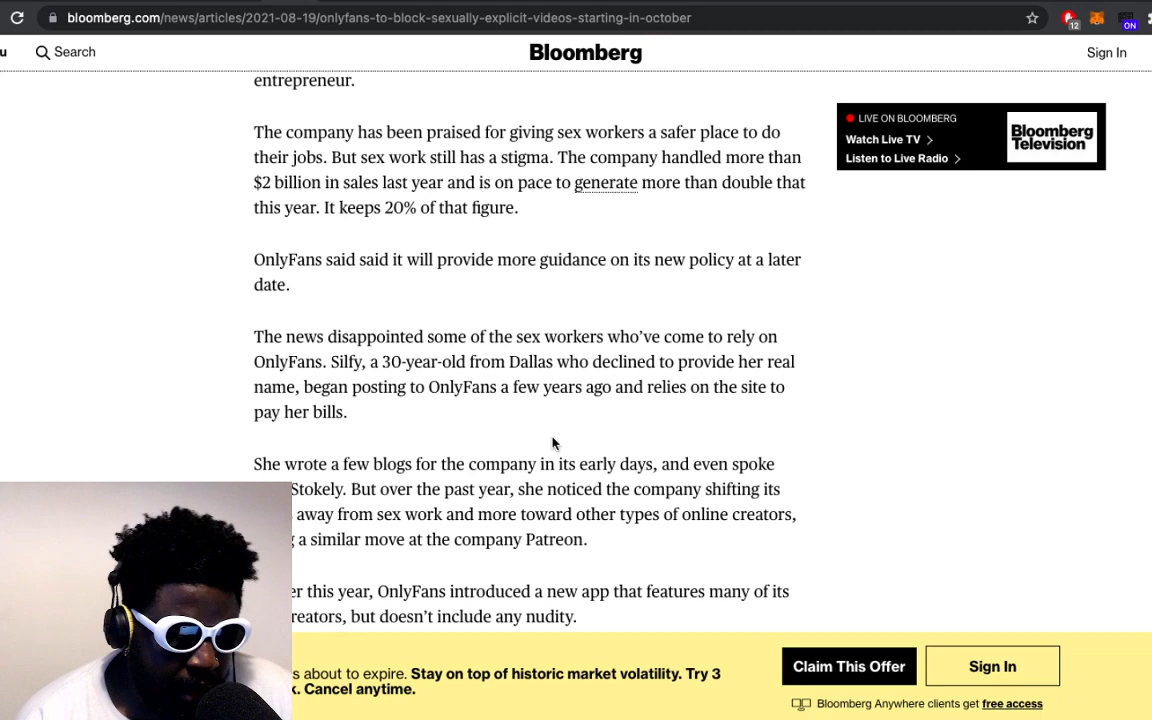 bloomberg.com/news/articles/2021-08-19/onlyfans-to-block-sexually-explicit-videos-starting-in-october
12
ON
u
Search
Bloomberg
Sign In
entrepreneur.
LIVE ON BLOOMBERG
Watch Live TV
Listen to Live Radio
Bloomberg
Television
The company has been praised for giving sex workers a safer place to do
their jobs. But sex work still has a stigma. The company handled more than
$2 billion in sales last year and is on pace to generate more than double that
this year. It keeps 20% of that figure.
OnlyFans said said it will provide more guidance on its new policy at a later
date.
The news disappointed some of the sex workers who've come to rely on
OnlyFans. Silfy, a 30-year-old from Dallas who declined to provide her real
name, began posting to OnlyFans a few years ago and relies on the site to
pay her bills.
She wrote a few blogs for the company in its early days, and even spoke
Stokely. But over the past year, she noticed the company shifting its
away from sex work and more toward other types of online creators,
a similar move at the company Patreon.
this year, OnlyFans introduced a new app that features many of its
but doesn't include any nudity.
about to expire. Stay on top of historic market volatility. Try 3
Cancel anytime.
Claim This Offer
Sign In
Bloomberg Anywhere clients get free access